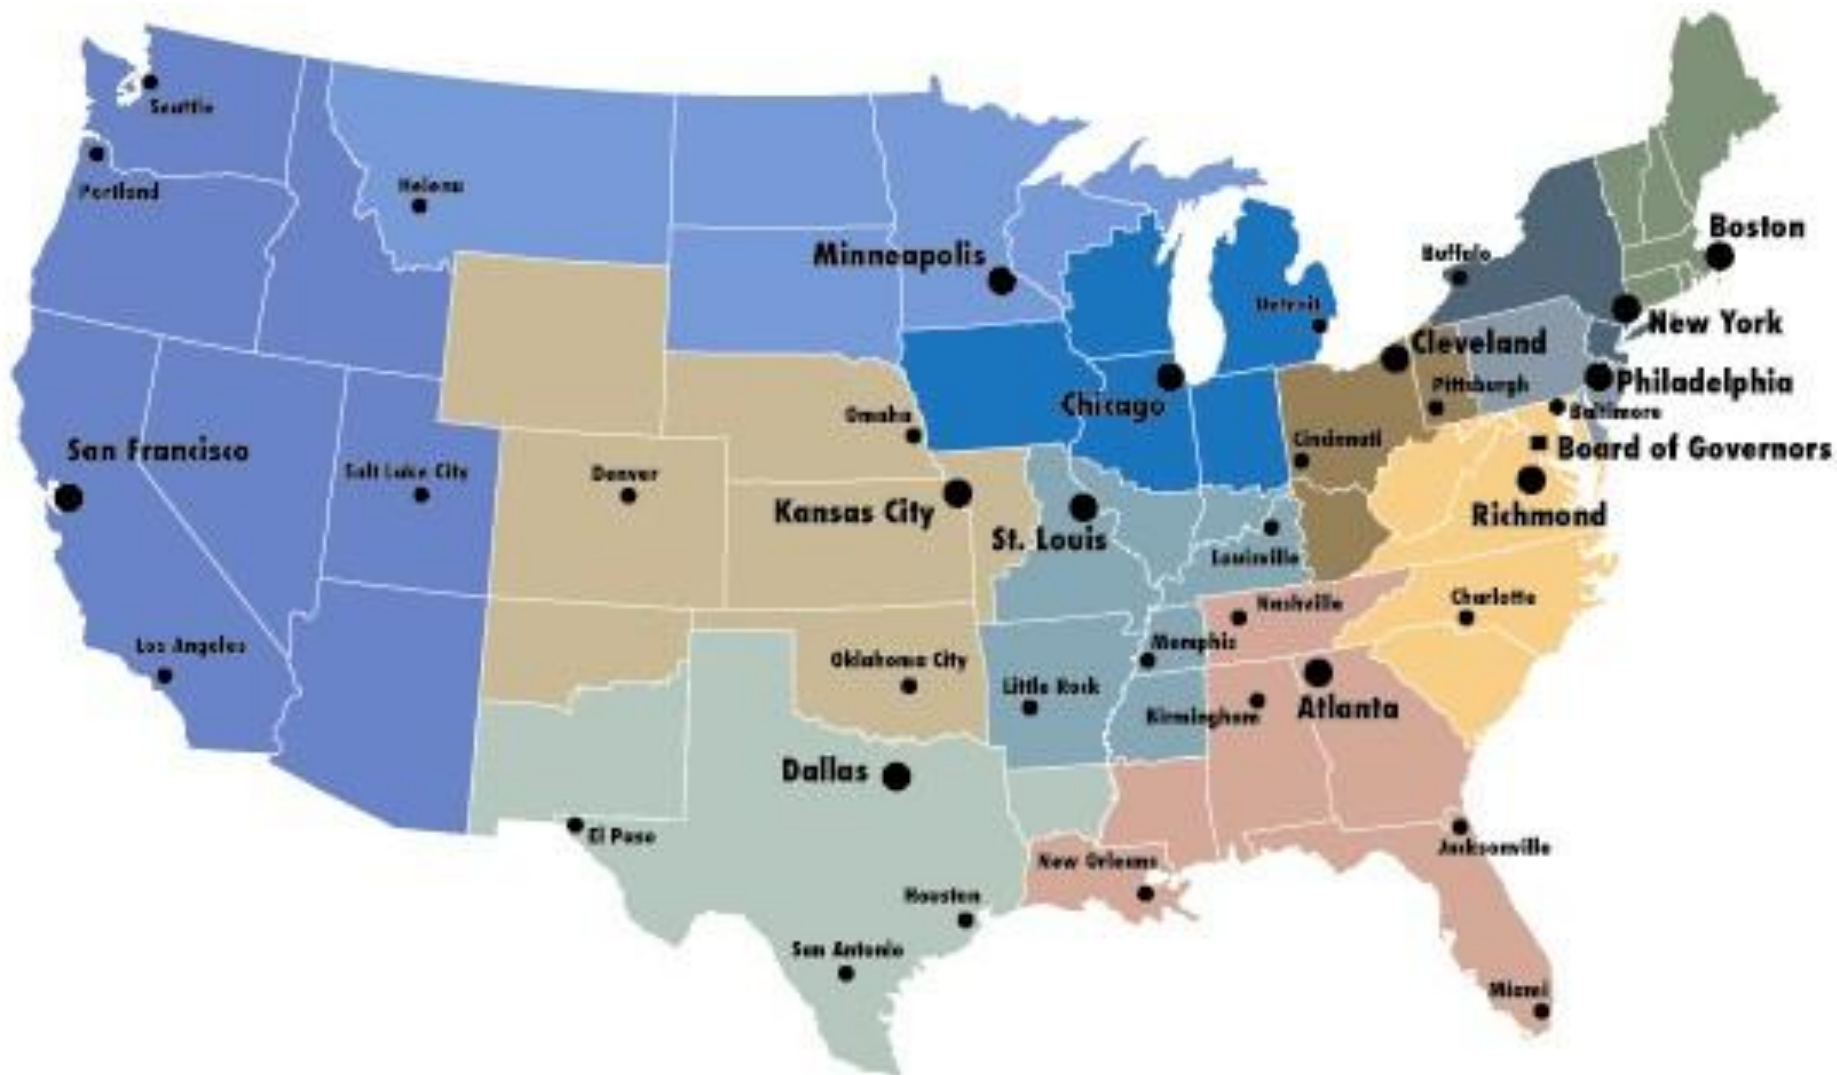 Seattle
Portland
Helena
Minneapolis
Buffalo
Boston
Detroit
New York
Cleveland
Pittsburgh
Philadelphia
Chicago
Omaha
Baltimore
Cincinnati
Board of Governors
San Francisco
Salt Lake City
Denver
Kansas City
St. Louis
Louisville
Richmond
Nashville
Charlotte
Los Angeles
Memphis
Oklahoma City
Little Rock
Birmingham
Atlanta
Dallas
El Paso
Jacksonville
New Orleans
Houston
San Antonio
Miami